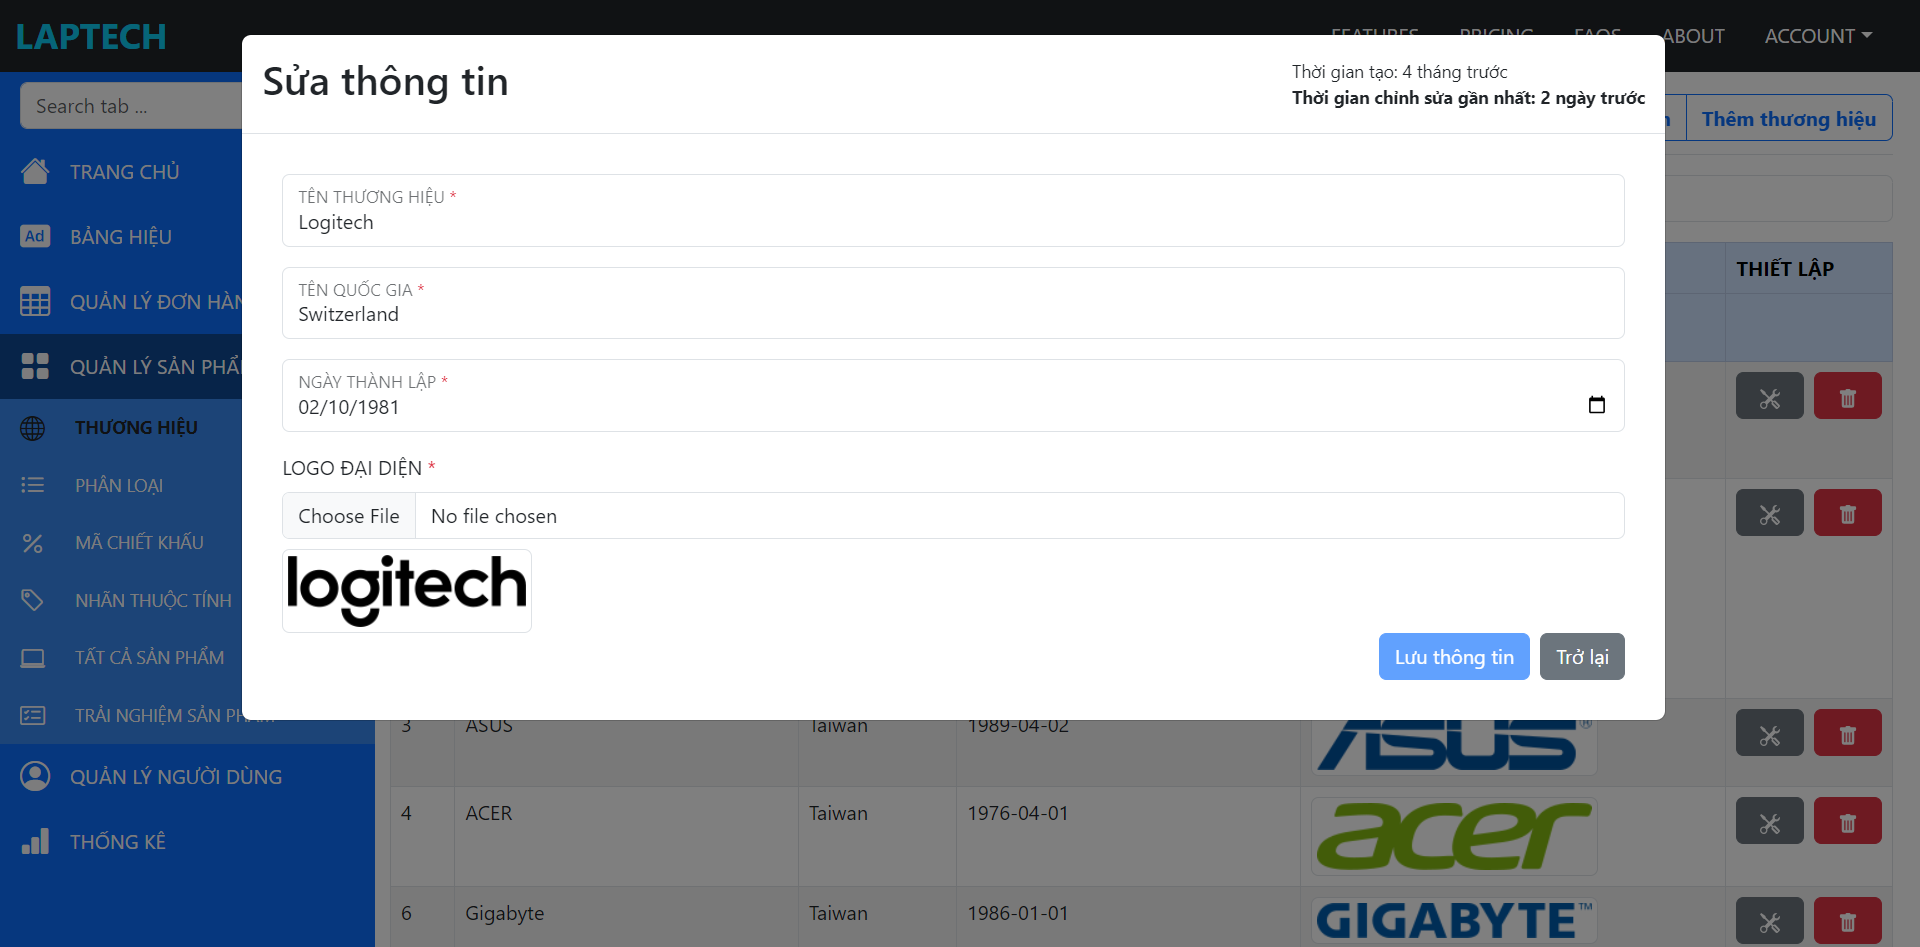 LAPTECH
FEATURES PRICING FAQS ABOUT ACCOUNT
Search tab ...
TRANG CHỦ
Ad BẢNG HIỆU
QUẢN LÝ ĐƠN HÀN
QUẢN LÝ SẢN PHẨ
THƯƠNG HIỆU
PHÂN LOẠI
MÃ CHIẾT KHẤU
NHÃN THUỘC TÍNH
TẤT CẢ SẢN PHẨM
TRẢI NGHIỆM SẢN PHẨM
QUẢN LÝ NGƯỜI DÙNG
THỐNG KÊ
Sửa thông tin
Thời gian tạo: 4 tháng trước
Thời gian chỉnh sửa gần nhất: 2 ngày trước
TÊN THƯƠNG HIỆU *
Logitech
TÊN QUỐC GIA *
Switzerland
NGÀY THÀNH LẬP *
02/10/1981
LOGO ĐẠI DIỆN *
Choose File No file chosen
logitech
Lưu thông tin Trở lại
Thêm thương hiệu
THIẾT LẬP
3 ASUS Taiwan 1989-04-02 ASUS®
4 ACER Taiwan 1976-04-01 acer
6 Gigabyte Taiwan 1986-01-01 GIGABYTE™